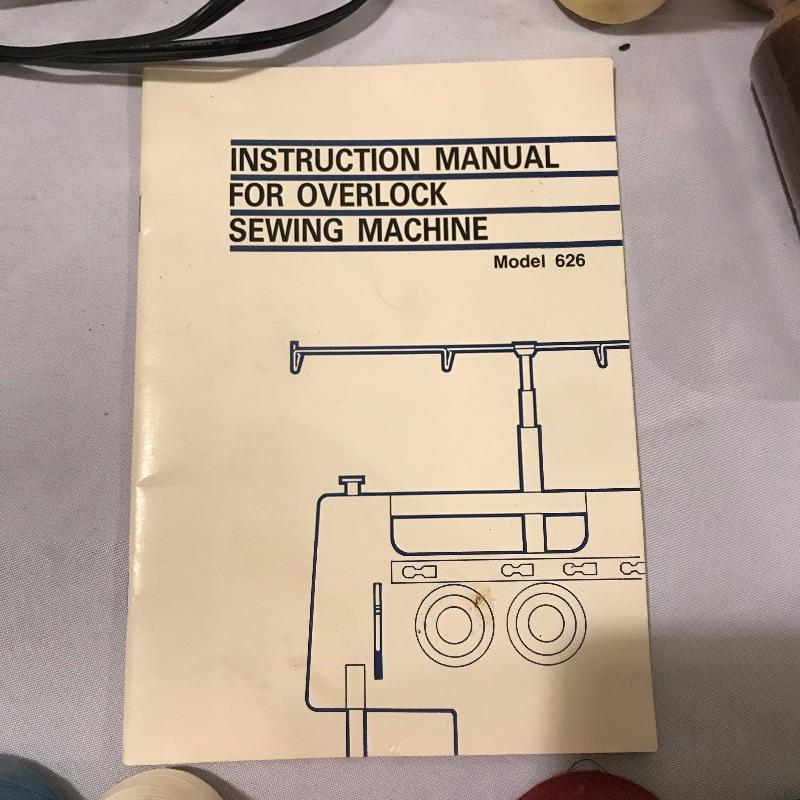 INSTRUCTION MANUAL
FOR OVERLOCK
SEWING MACHINE
Model 626